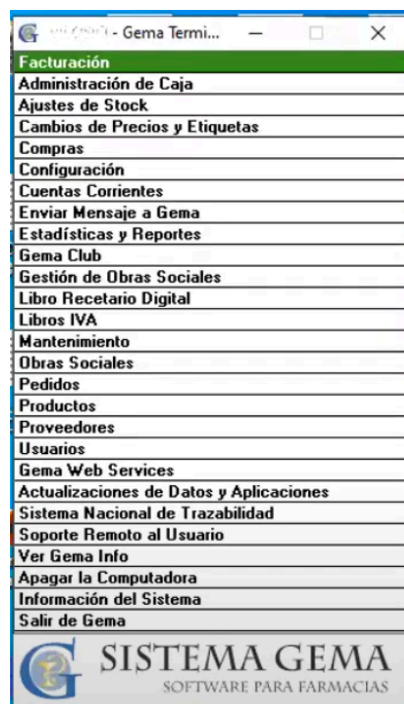 - Gema Termi...
Facturación
Administración de Caja
Ajustes de Stock
Cambios de Precios y Etiquetas
Compras
Configuración
Cuentas Corrientes
Enviar Mensaje a Gema
Estadísticas y Reportes
Gema Club
Gestión de Obras Sociales
Libro Recetario Digital
Libros IVA
Mantenimiento
Obras Sociales
Pedidos
Productos
Proveedores
Usuarios
Gema Web Services
Actualizaciones de Datos y Aplicaciones
Sistema Nacional de Trazabilidad
Soporte Remoto al Usuario
Ver Gema Info
Apagar la Computadora
Información del Sistema
Salir de Gema
SISTEMA GEMA
SOFTWARE PARA FARMACIAS